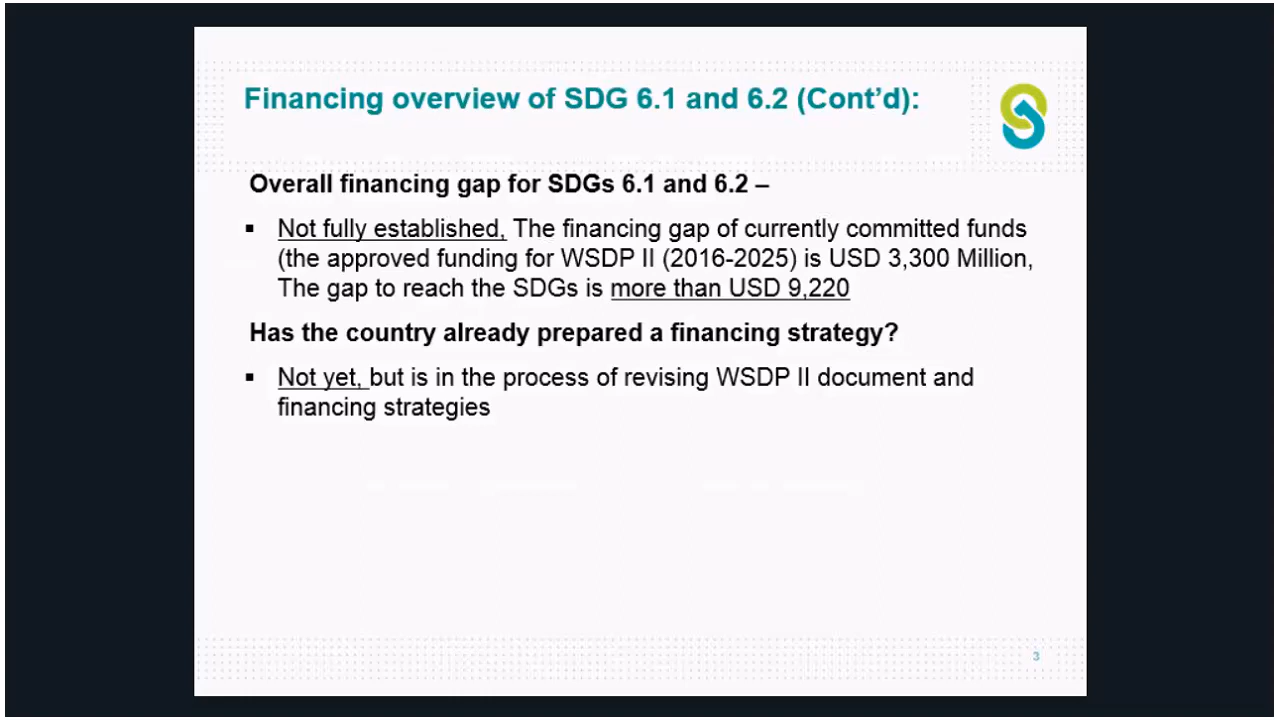 Financing overview of SDG 6.1 and 6.2 (Cont’d):
Overall financing gap for SDGs 6.1 and 6.2 –
▪ Not fully established, The financing gap of currently committed funds
(the approved funding for WSDP II (2016-2025) is USD 3,300 Million,
The gap to reach the SDGs is more than USD 9,220
Has the country already prepared a financing strategy?
▪ Not yet, but is in the process of revising WSDP II document and
financing strategies
3